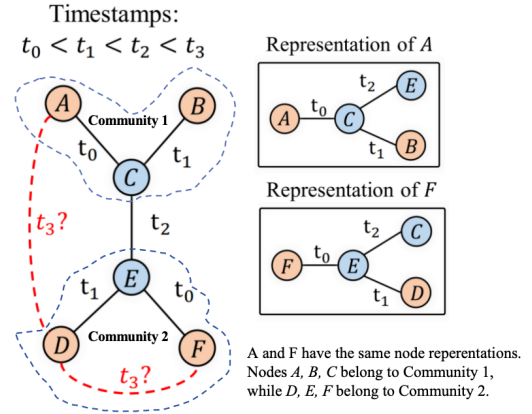 Timestamps:
t₀ < t₁ < t₂ < t₃
A
B
Community 1
t₀
t₁
C
t₃?
t₂
E
t₁
t₀
Community 2
D
F
t₃?
Representation of A
t₂
E
A
t₀
C
t₁
B
Representation of F
t₂
C
F
t₀
E
t₁
D
A and F have the same node reperentations.
Nodes A, B, C belong to Community 1,
while D, E, F belong to Community 2.